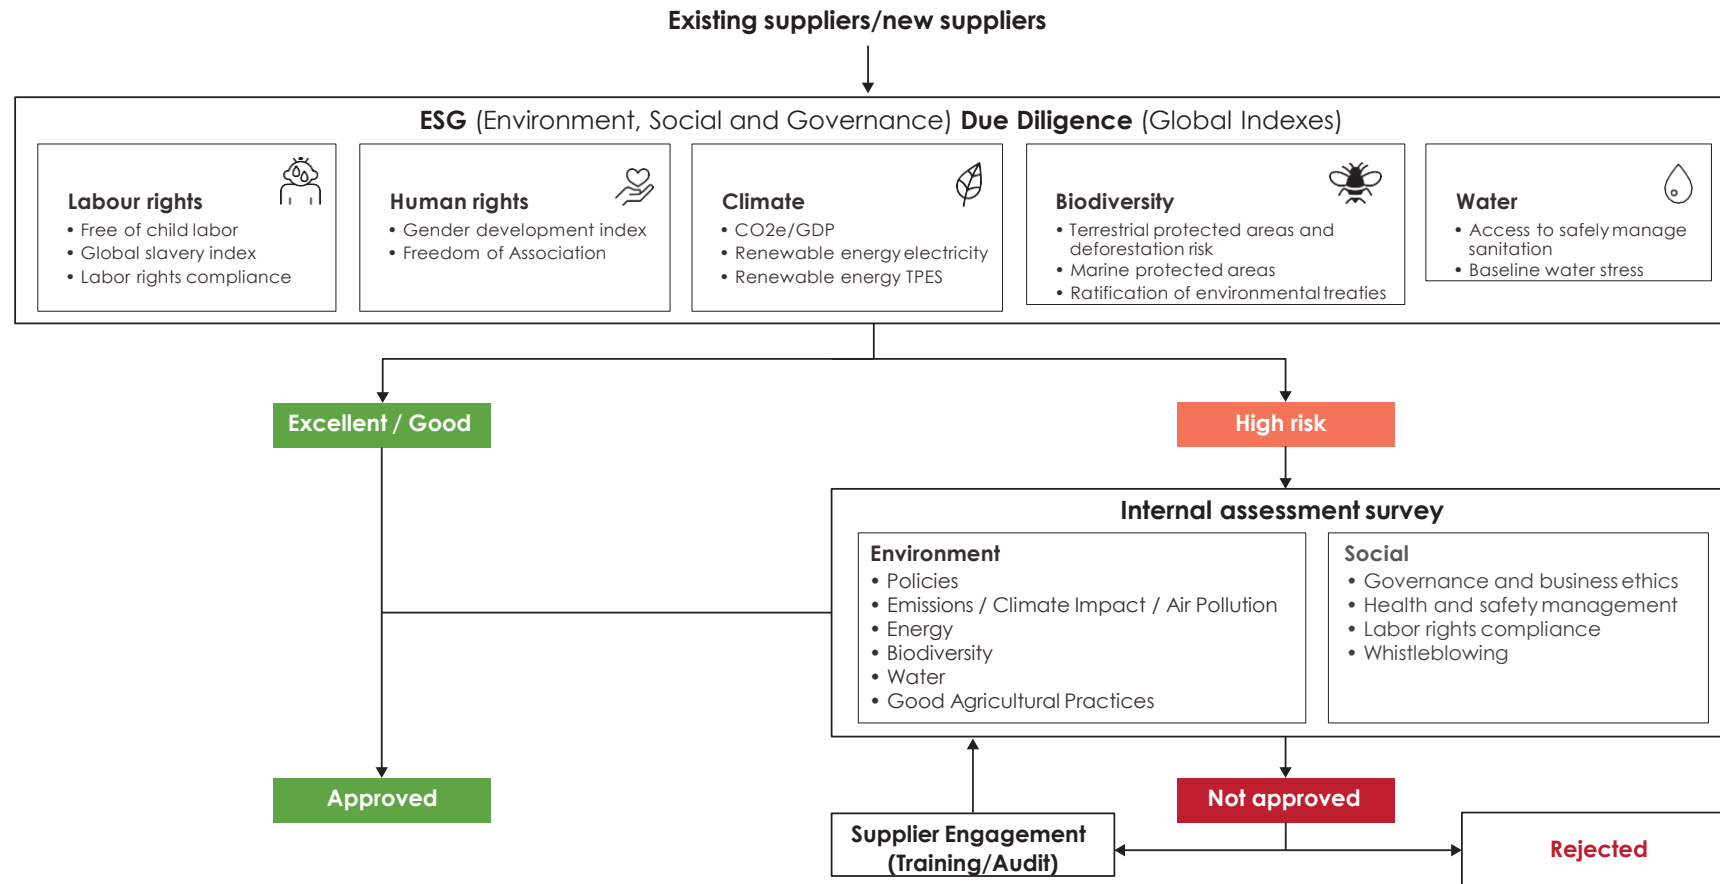 Existing suppliers/new suppliers
ESG (Environment, Social and Governance) Due Diligence (Global Indexes)
Labour rights
• Free of child labor
• Global slavery index
• Labor rights compliance
Human rights
• Gender development index
• Freedom of Association
Climate
• CO2e/GDP
• Renewable energy electricity
• Renewable energy TPES
Biodiversity
• Terrestrial protected areas and
deforestation risk
• Marine protected areas
• Ratification of environmental treaties
Water
• Access to safely manage
sanitation
• Baseline water stress
Excellent / Good
High risk
Internal assessment survey
Environment
• Policies
• Emissions / Climate Impact / Air Pollution
• Energy
• Biodiversity
• Water
• Good Agricultural Practices
Social
• Governance and business ethics
• Health and safety management
• Labor rights compliance
• Whistleblowing
Approved
Not approved
Supplier Engagement
(Training/Audit)
Rejected